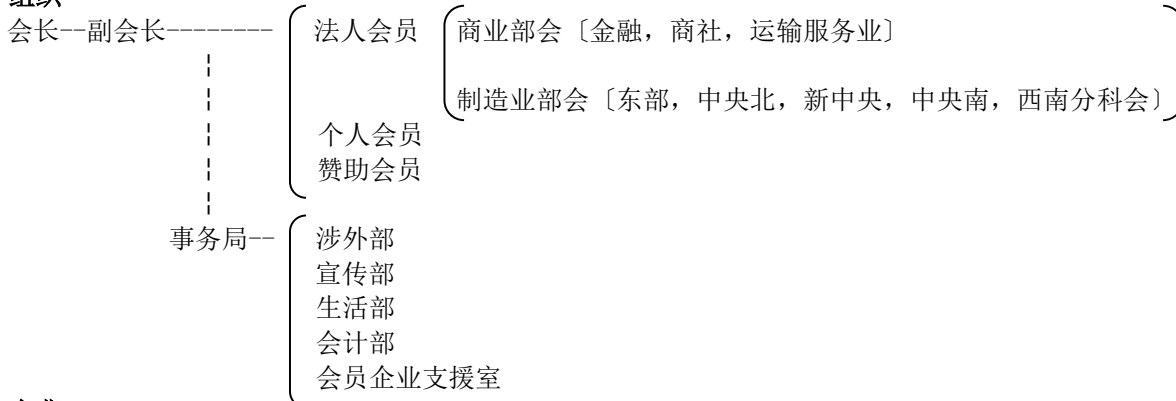 会长--副会长-------- 法人会员 商业部会〔金融，商社，运输服务业〕
制造业部会〔东部，中央北，新中央，中央南，西南分科会〕
个人会员
赞助会员
事务局-- 涉外部
宣传部
生活部
会计部
会员企业支援室